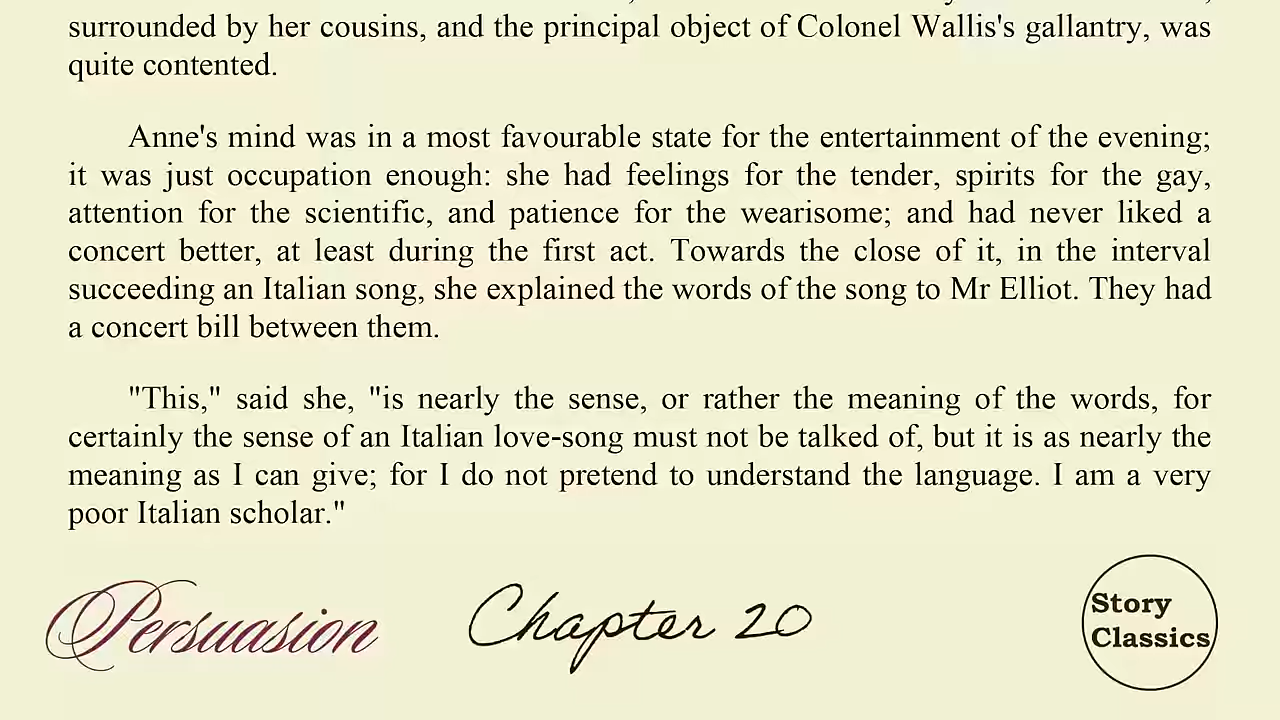 surrounded by her cousins, and the principal object of Colonel Wallis's gallantry, was
quite contented.
Anne's mind was in a most favourable state for the entertainment of the evening;
it was just occupation enough: she had feelings for the tender, spirits for the gay,
attention for the scientific, and patience for the wearisome; and had never liked a
concert better, at least during the first act. Towards the close of it, in the interval
succeeding an Italian song, she explained the words of the song to Mr Elliot. They had
a concert bill between them.
"This," said she, "is nearly the sense, or rather the meaning of the words, for
certainly the sense of an Italian love-song must not be talked of, but it is as nearly the
meaning as I can give; for I do not pretend to understand the language. I am a very
poor Italian scholar."
Persuasion
Chapter 20
Story
Classics